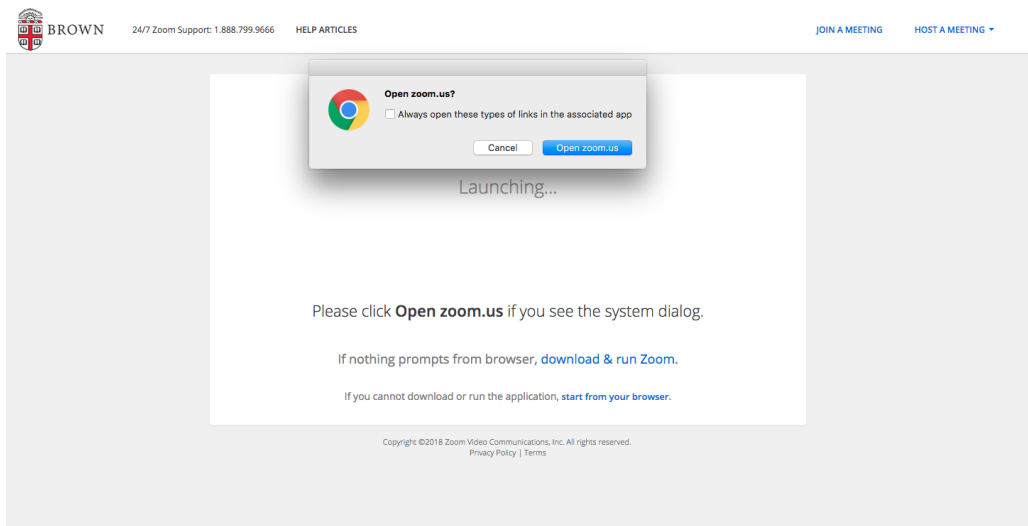 BROWN
24/7 Zoom Support: 1.888.799.9666
HELP ARTICLES
JOIN A MEETING
HOST A MEETING
Open zoom.us?
Always open these types of links in the associated app
Cancel
Open zoom.us
Launching...
Please click Open zoom.us if you see the system dialog.
If nothing prompts from browser, download & run Zoom.
If you cannot download or run the application, start from your browser.
Copyright ©2018 Zoom Video Communications, Inc. All rights reserved.
Privacy Policy | Terms